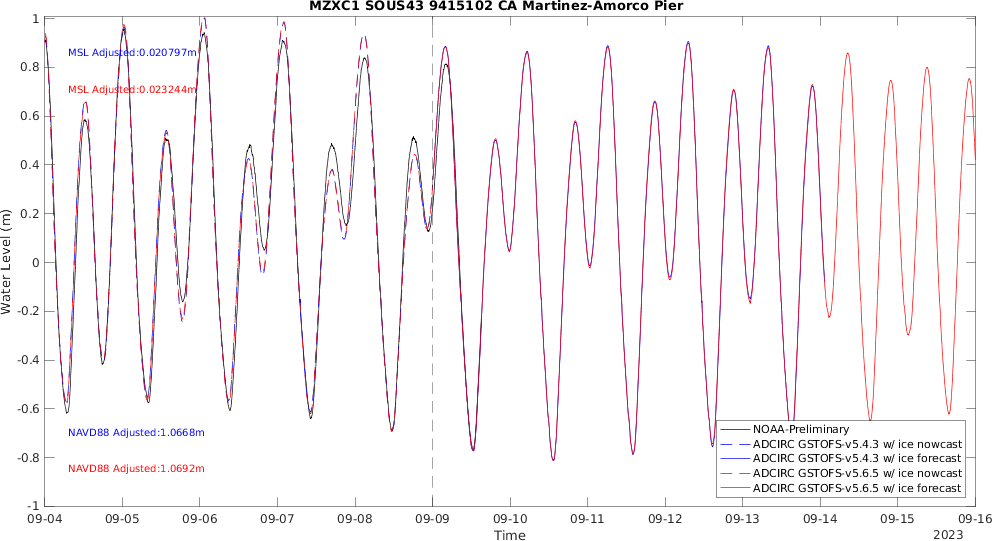 MZXC1 SOUS43 9415102 CA Martinez-Amorco Pier
1
0.8
0.6
0.4
0.2
0
-0.2
-0.4
-0.6
-0.8
-1
Water Level (m)
MSL Adjusted:0.020797m
MSL Adjusted:0.023244m
NAVD88 Adjusted:1.0668m
NAVD88 Adjusted:1.0692m
NOAA-Preliminary
ADCIRC GSTOFS-v5.4.3 w/ ice nowcast
ADCIRC GSTOFS-v5.4.3 w/ ice forecast
ADCIRC GSTOFS-v5.6.5 w/ ice nowcast
ADCIRC GSTOFS-v5.6.5 w/ ice forecast
09-04 09-05 09-06 09-07 09-08 09-09 09-10 09-11 09-12 09-13 09-14 09-15 09-16
Time
2023